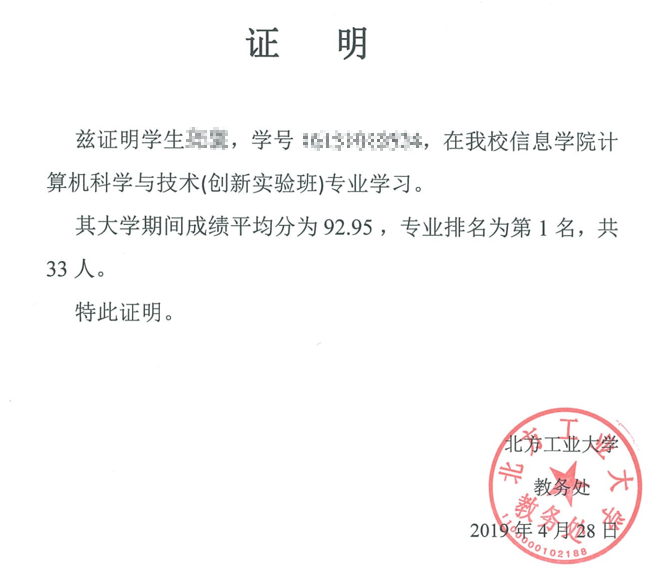 证 明
兹证明学生，学号，在我校信息学院计
算机科学与技术(创新实验班)专业学习。
其大学期间成绩平均分为 92.95 ，专业排名为第 1 名，共
33 人。
特此证明。
北方工业大学
教务处
2019 年 4 月 28 日
北方工业大学
教务处
1100000102188